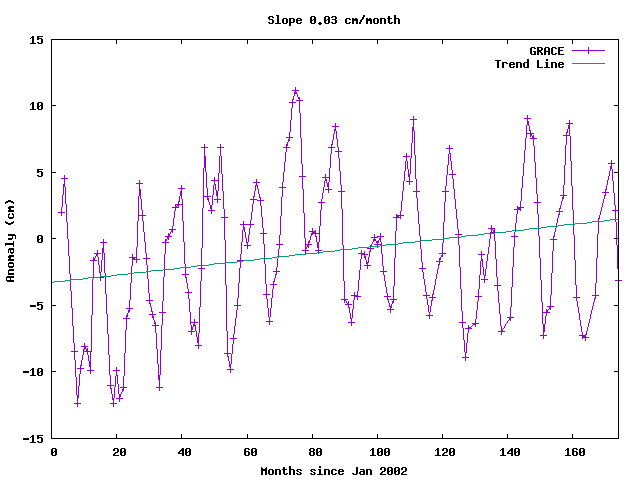 Slope 0.03 cm/month
GRACE
Trend Line
15
10
5
0
-5
-10
-15
Anomaly (cm)
0 20 40 60 80 100 120 140 160
Months since Jan 2002